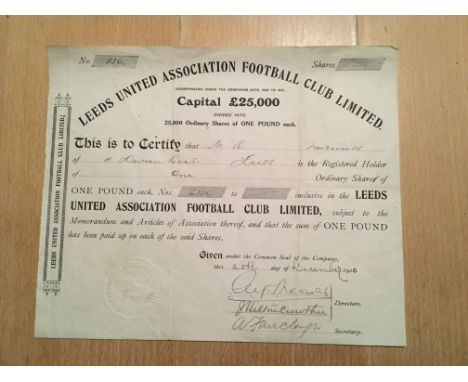 No. 836
Shares
LEEDS UNITED ASSOCIATION FOOTBALL CLUB LIMITED.
INCORPORATED UNDER THE COMPANIES ACTS, 1908 TO 1917.
Capital £25,000
DIVIDED INTO
25,000 Ordinary Shares of ONE POUND each.
This is to Certify that Mr
of Leeds is the Registered Holder
of One Ordinary Shares of
ONE POUND each, Nos. to inclusive in the LEEDS
UNITED ASSOCIATION FOOTBALL CLUB LIMITED, subject to the
Memorandum and Articles of Association thereof, and that the sum of ONE POUND
has been paid up on each of the said Shares.
Given under the Common Seal of the Company,
this day of December 1920
Directors.
A Fairclough
Secretary.
LEEDS UNITED ASSOCIATION FOOTBALL CLUB LIMITED.